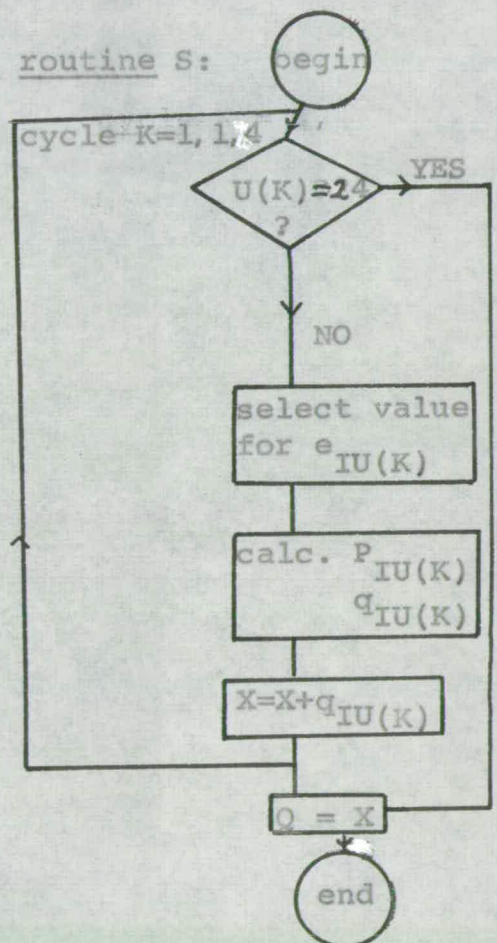 routine S: begin
cycle K=1,1,4
U(K)=24
?
YES
NO
select value
for e IU(K)
calc. P IU(K)
q IU(K)
X=X+q IU(K)
Q = X
end